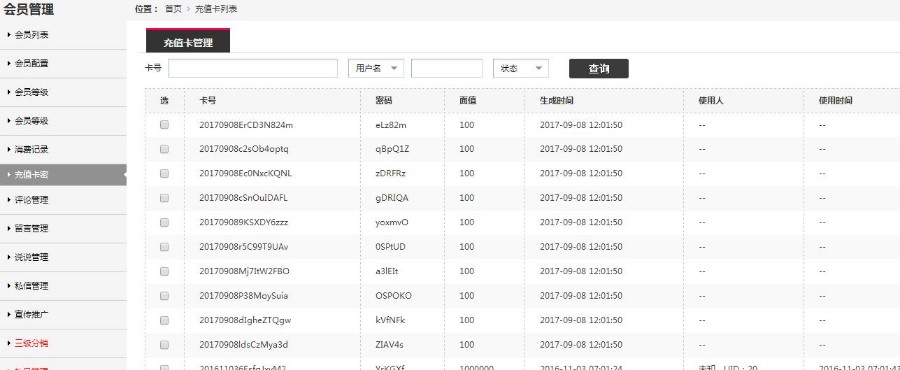 会员管理
位置： 首页 > 充值卡列表
会员列表
会员配置
会员等级
会员等级
消费记录
充值卡密
评论管理
留言管理
说说管理
私信管理
宣传推广
三级分销
充值卡管理
卡号 用户名 状态 查询
选 卡号 密码 面值 生成时间 使用人 使用时间
20170908ErCD3N824m eLz82m 100 2017-09-08 12:01:50 -- --
20170908c2sOb4optq qBpQ1Z 100 2017-09-08 12:01:50 -- --
20170908Ec0NxcKQNL zDRFRz 100 2017-09-08 12:01:50 -- --
20170908cSnOuIDAFL gDRIQA 100 2017-09-08 12:01:50 -- --
201709089KSXDY6zzz yoxmvO 100 2017-09-08 12:01:50 -- --
20170908r5C99T9UAv 0SPtUD 100 2017-09-08 12:01:50 -- --
20170908Mj7ItW2FBO a3lEIt 100 2017-09-08 12:01:50 -- --
20170908P38MoySuia OSPOKO 100 2017-09-08 12:01:50 -- --
20170908dIgheZTQgw kVfNFk 100 2017-09-08 12:01:50 -- --
20170908ldsCzMya3d ZIAV4s 100 2017-09-08 12:01:50 -- --
1000000 2016-11-03 07:01:24 未知 UID：20